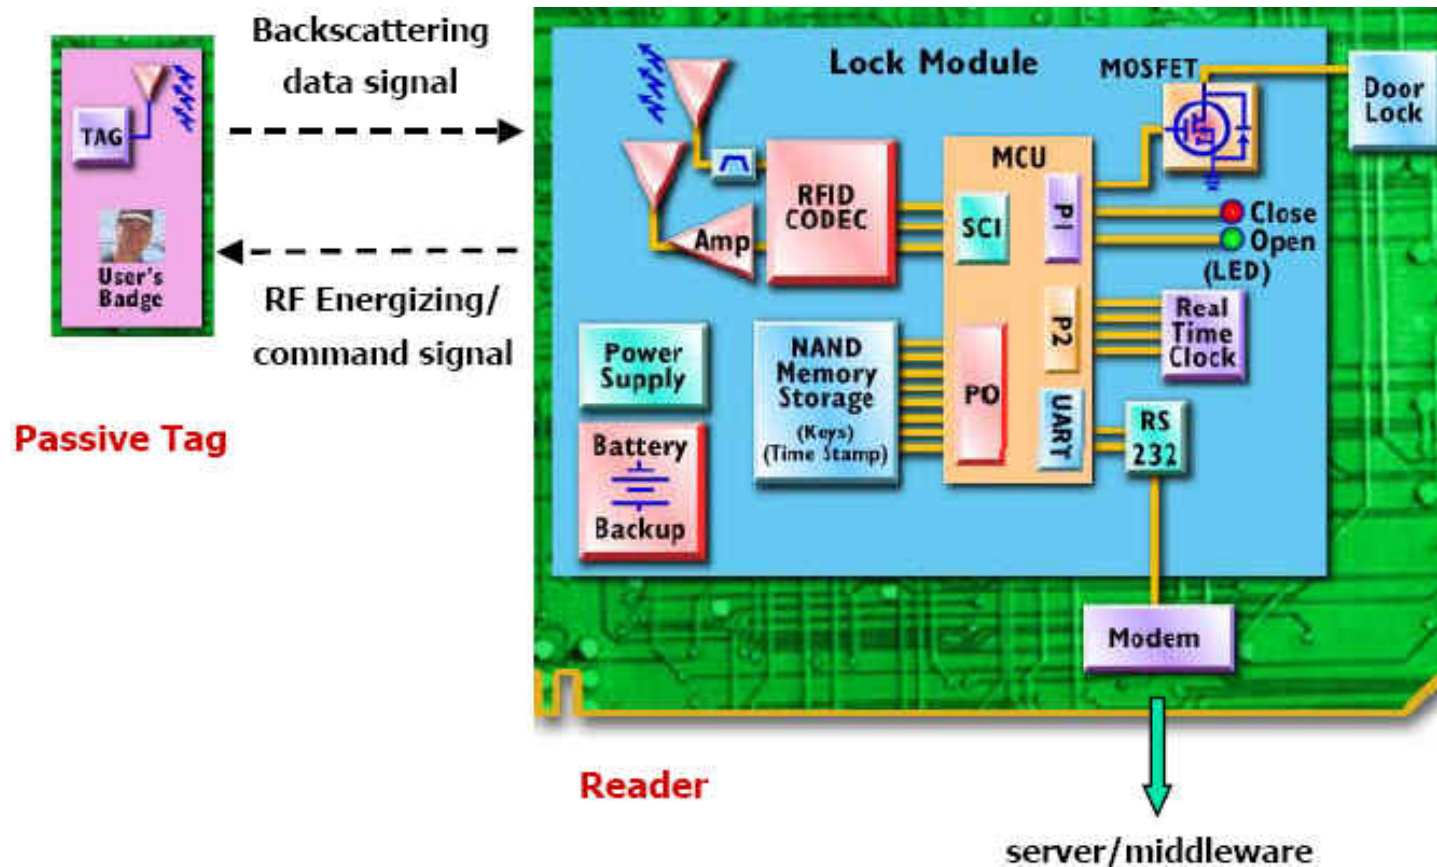 Backscattering
data signal
TAG
User's
Badge
RF Energizing/
command signal
Passive Tag
Lock Module
MOSFET
Door
Lock
MCU
RFID
CODEC
Amp
SCI
P1
Close
Open
(LED)
Power
Supply
NAND
Memory
Storage
(Keys)
(Time Stamp)
PO
P2
Real
Time
Clock
UART
RS
232
Battery
Backup
Modem
Reader
server/middleware